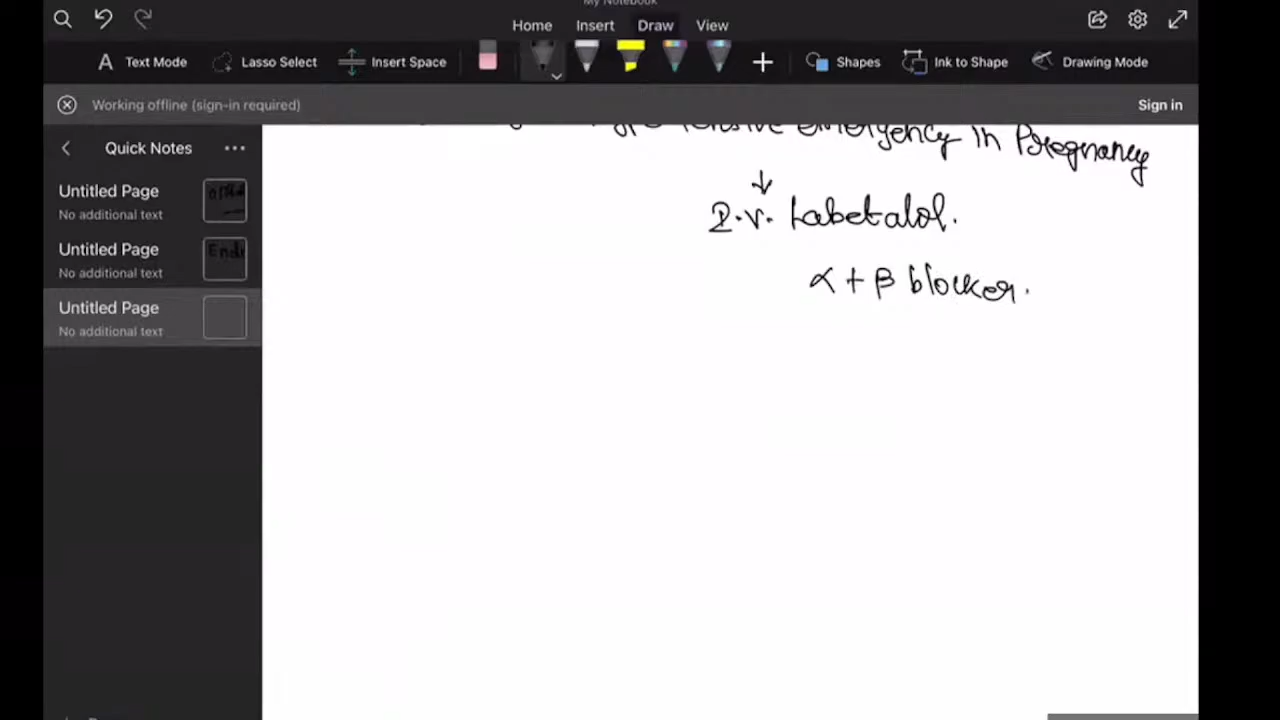 My Notebook
Home Insert Draw View
Text Mode Lasso Select Insert Space Shapes Ink to Shape Drawing Mode
Working offline (sign-in required) Sign in
Quick Notes
Untitled Page
No additional text
Untitled Page
No additional text
Untitled Page
No additional text
emergency in Pregnancy
I.V. Labetalol.
α + β blocker.